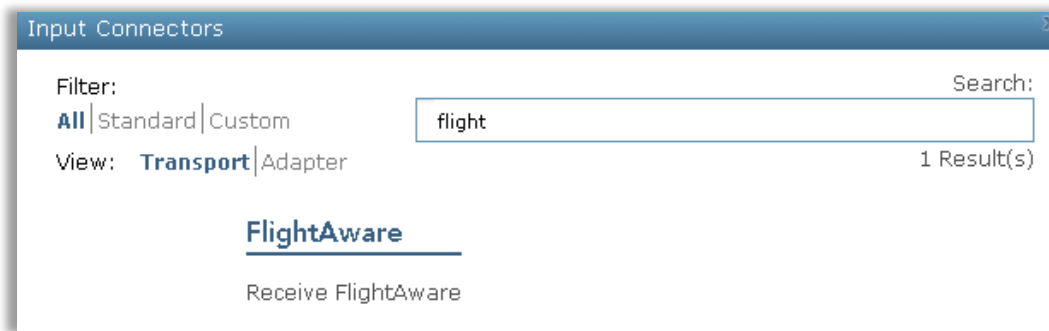 Input Connectors
Filter:
Search:
All|Standard|Custom
flight
View: Transport|Adapter
1 Result(s)
FlightAware
Receive FlightAware